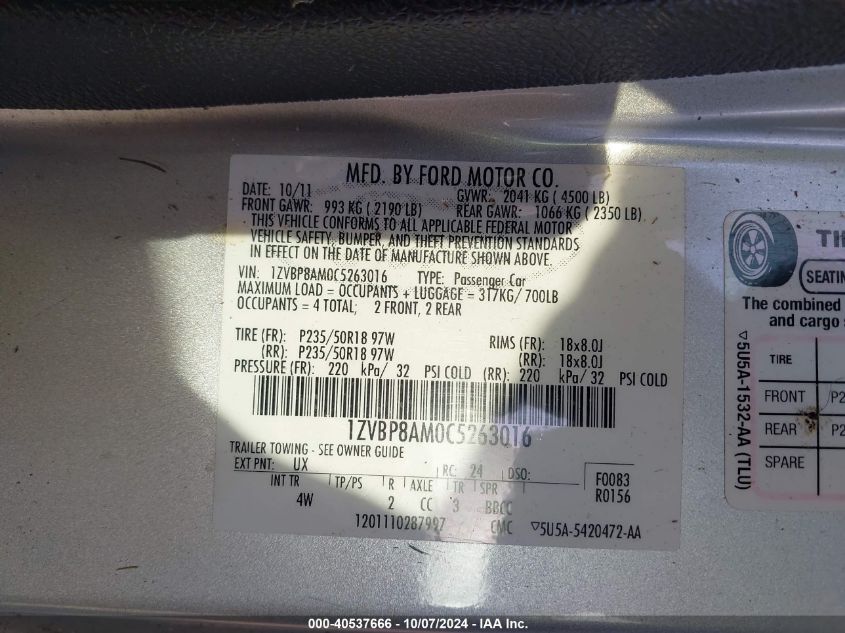 MFD. BY FORD MOTOR CO.
DATE: 10/11 GVWR: 2041 KG ( 4500 LB)
FRONT GAWR: 993 KG ( 2190 LB) REAR GAWR: 1066 KG ( 2350 LB)
THIS VEHICLE CONFORMS TO ALL APPLICABLE FEDERAL MOTOR
VEHICLE SAFETY, BUMPER, AND THEFT PREVENTION STANDARDS
IN EFFECT ON THE DATE OF MANUFACTURE SHOWN ABOVE.
VIN: 1ZVBP8AM0C5263016 TYPE: Passenger Car
MAXIMUM LOAD = OCCUPANTS + LUGGAGE = 317KG/ 700LB
OCCUPANTS = 4 TOTAL; 2 FRONT, 2 REAR
TIRE (FR): P235/50R18 97W RIMS (FR): 18x8.0J
(RR): P235/50R18 97W (RR): 18x8.0J
PRESSURE (FR): 220 kPa/ 32 PSI COLD (RR): 220 kPa/ 32 PSI COLD
1ZVBP8AM0C5263016
TRAILER TOWING - SEE OWNER GUIDE
EXT PNT: UX RC: 24 DSO: F0083
INT TR TP/PS R AXLE TR SPR R0156
4W 2 CC 3 BBCC
1201110287997 CMC ▽5U5A-5420472-AA
SEATIN
The combined
and cargo s
TIRE
FRONT P2
REAR P2
SPARE
▽5U5A-1532-AA (TLU)
000-40537666 - 10/07/2024 - IAA Inc.